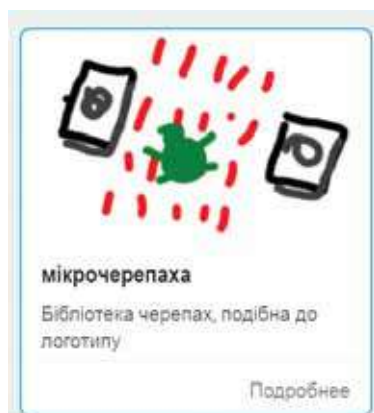 мікрочерепаха
Бібліотека черепах, подібна до
логотипу
Подробнее